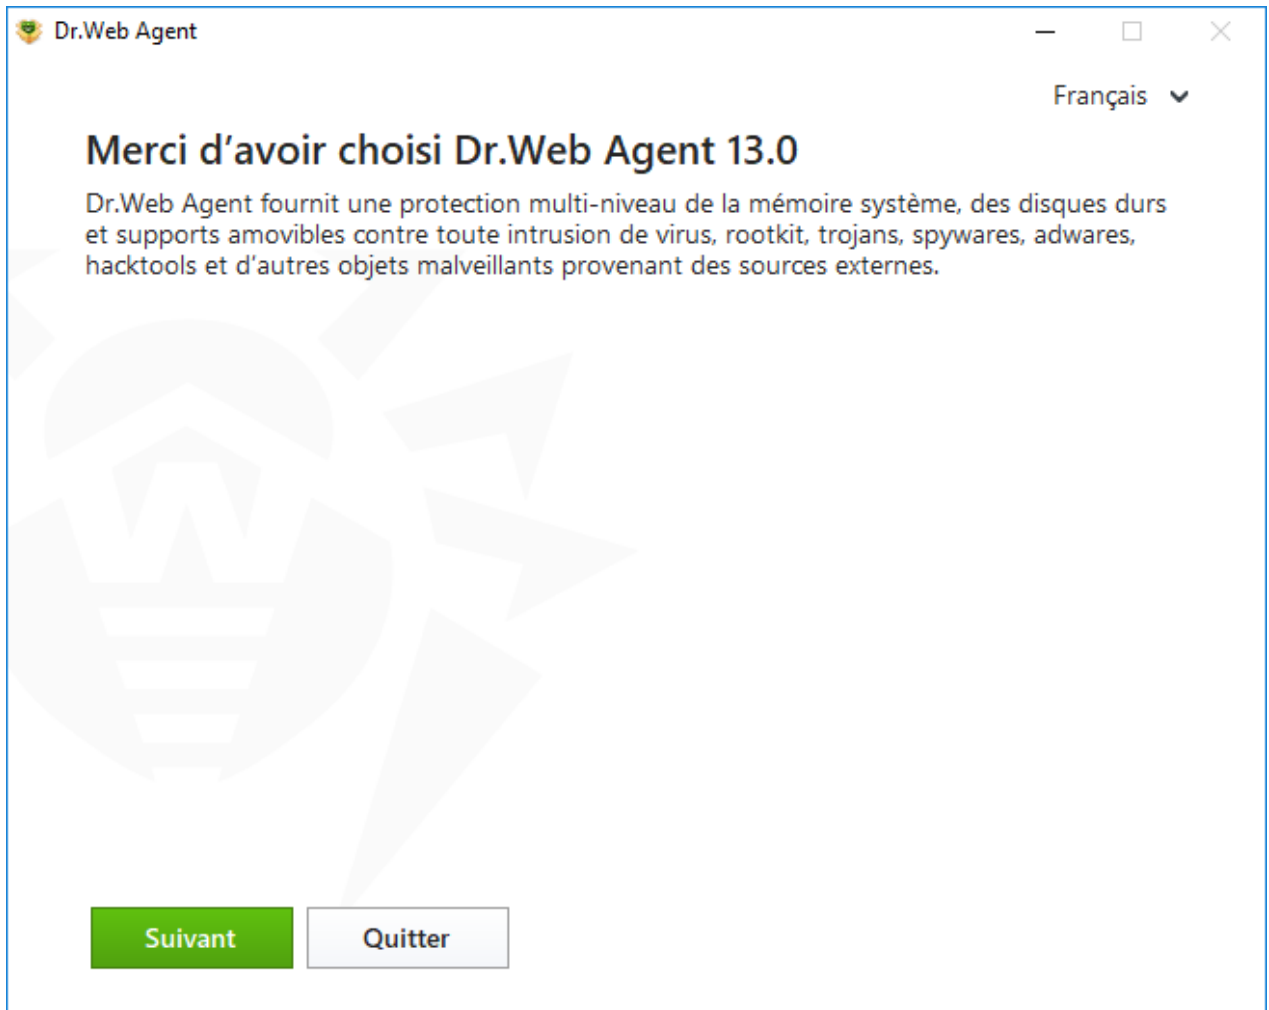 Dr.Web Agent
Français
Merci d’avoir choisi Dr.Web Agent 13.0
Dr.Web Agent fournit une protection multi-niveau de la mémoire système, des disques durs
et supports amovibles contre toute intrusion de virus, rootkit, trojans, spywares, adwares,
hacktools et d’autres objets malveillants provenant des sources externes.
Suivant
Quitter